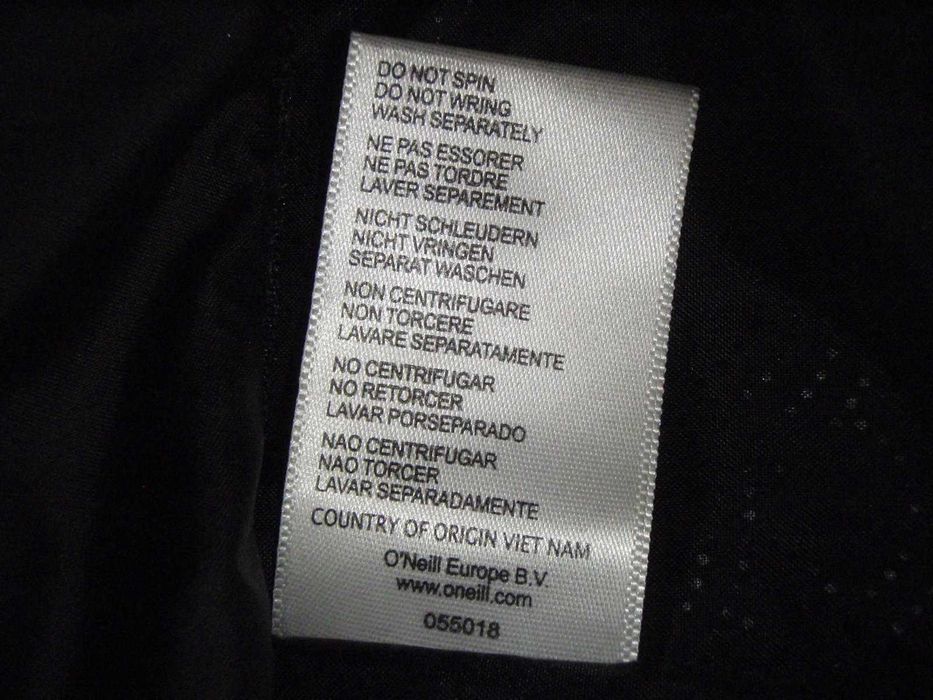 DO NOT SPIN
DO NOT WRING
WASH SEPARATELY
NE PAS ESSORER
NE PAS TORDRE
LAVER SEPAREMENT
NICHT SCHLEUDERN
NICHT VRINGEN
SEPARAT WASCHEN
NON CENTRIFUGARE
NON TORCERE
LAVARE SEPARATAMENTE
NO CENTRIFUGAR
NO RETORCER
LAVAR PORSEPARADO
NAO CENTRIFUGAR
NAO TORCER
LAVAR SEPARADAMENTE
COUNTRY OF ORIGIN VIET NAM
O'Neill Europe B.V.
www.oneill.com
055018